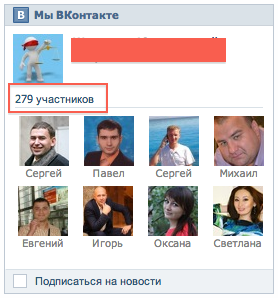 В Мы ВКонтакте
279 участников
Сергей Павел Сергей Михаил
Евгений Игорь Оксана Светлана
Подписаться на новости